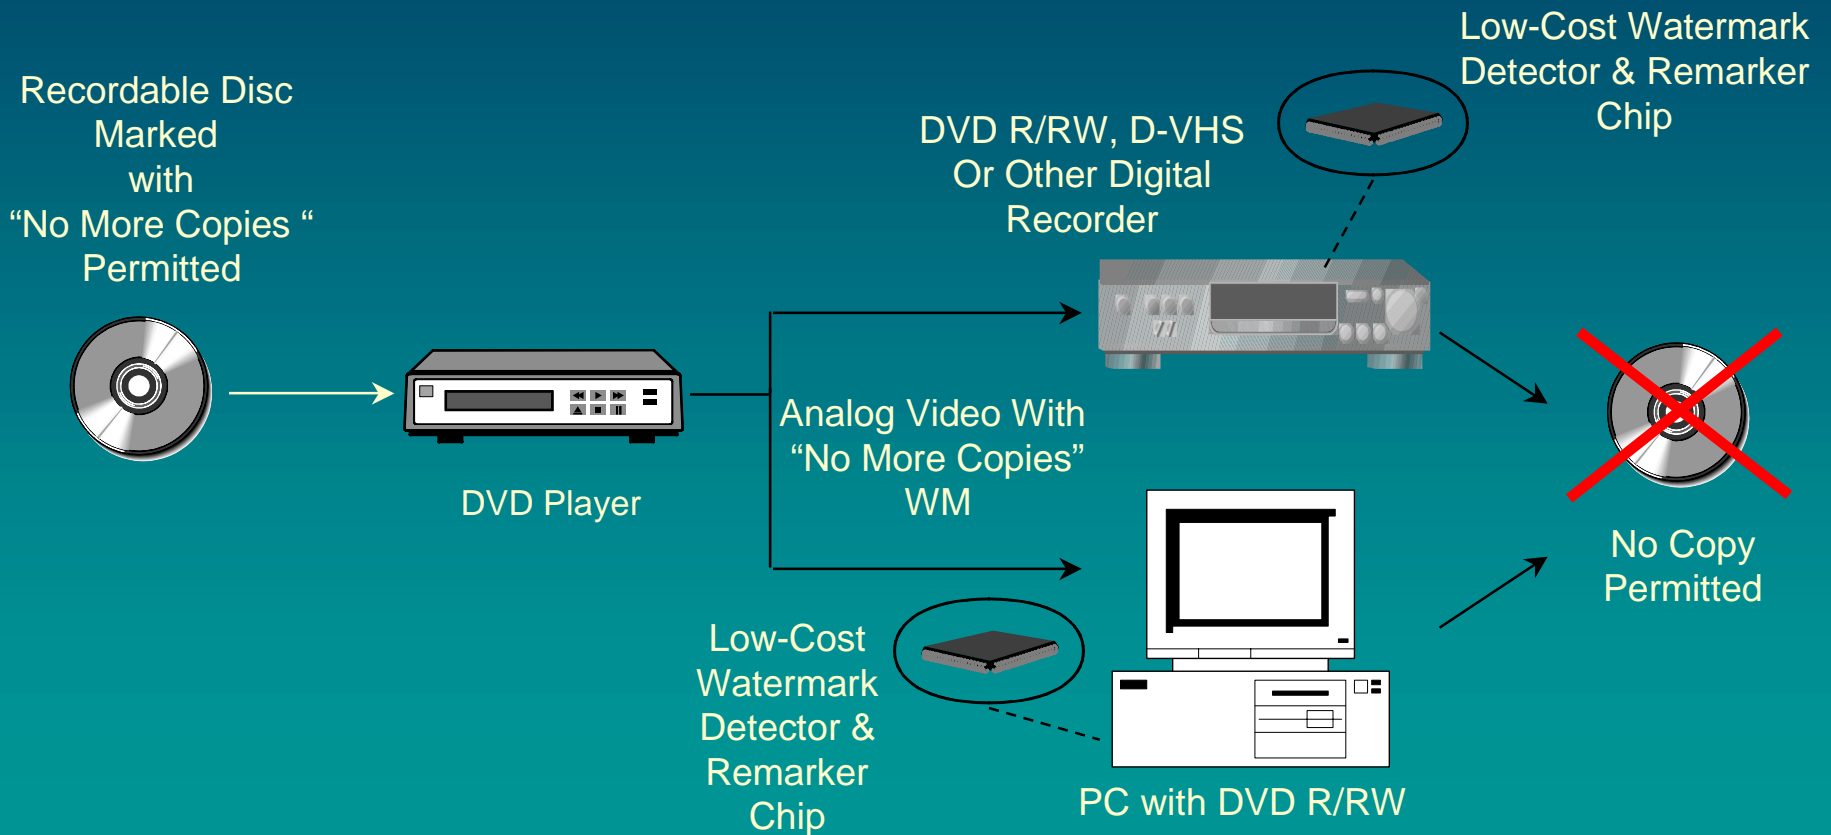 Recordable Disc
Marked
with
“No More Copies “
Permitted
DVD Player
Analog Video With
“No More Copies”
WM
DVD R/RW, D-VHS
Or Other Digital
Recorder
Low-Cost Watermark
Detector & Remarker
Chip
Low-Cost
Watermark
Detector &
Remarker
Chip
PC with DVD R/RW
No Copy
Permitted